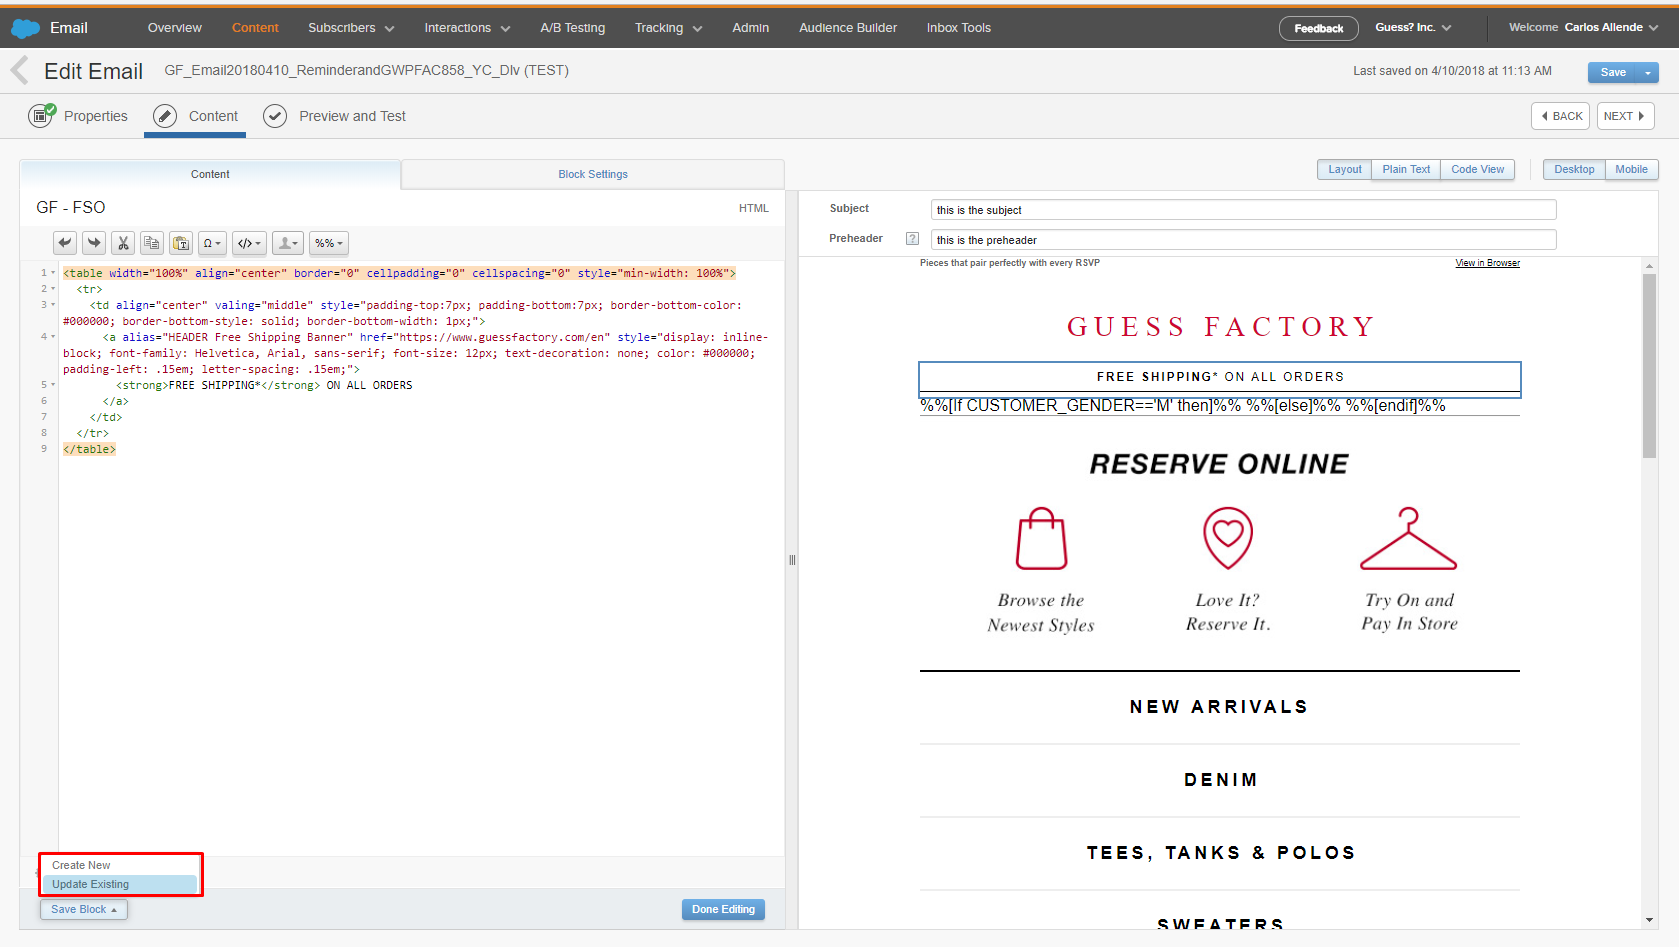 Email Overview Content Subscribers Interactions A/B Testing Tracking Admin Audience Builder Inbox Tools Feedback Guess? Inc. Welcome Carlos Allende
Edit Email GF_Email20180410_ReminderandGWPFAC858_YC_Dlv (TEST) Last saved on 4/10/2018 at 11:13 AM Save
Properties Content Preview and Test BACK NEXT
Content Block Settings
Layout Plain Text Code View Desktop Mobile
GF - FSO HTML
Ω </> %%
1 <table width="100%" align="center" border="0" cellpadding="0" cellspacing="0" style="min-width: 100%">
2 <tr>
3 <td align="center" valing="middle" style="padding-top:7px; padding-bottom:7px; border-bottom-color:
#000000; border-bottom-style: solid; border-bottom-width: 1px;">
4 <a alias="HEADER Free Shipping Banner" href="https://www.guessfactory.com/en" style="display: inline-
block; font-family: Helvetica, Arial, sans-serif; font-size: 12px; text-decoration: none; color: #000000;
padding-left: .15em; letter-spacing: .15em;">
5 <strong>FREE SHIPPING*</strong> ON ALL ORDERS
6 </a>
7 </td>
8 </tr>
9 </table>
Create New
Update Existing
Save Block Done Editing
Subject this is the subject
Preheader ? this is the preheader
Pieces that pair perfectly with every RSVP View in Browser
GUESS FACTORY
FREE SHIPPING* ON ALL ORDERS
%%[If CUSTOMER_GENDER=='M' then]%% %%[else]%% %%[endif]%%
RESERVE ONLINE
Browse the
Newest Styles
Love It?
Reserve It.
Try On and
Pay In Store
NEW ARRIVALS
DENIM
TEES, TANKS & POLOS
SWEATERS